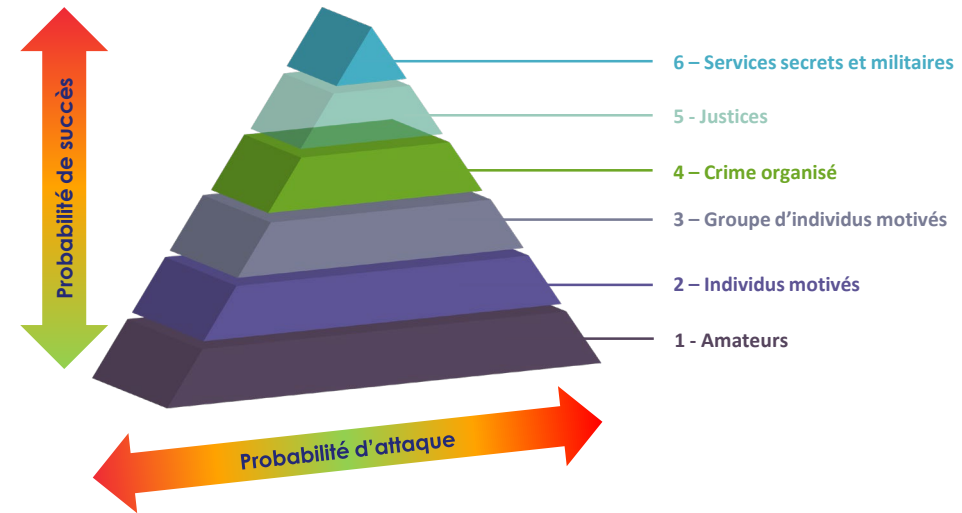 Probabilité de succès
6 – Services secrets et militaires
5 - Justices
4 – Crime organisé
3 – Groupe d’individus motivés
2 – Individus motivés
1 - Amateurs
Probabilité d’attaque